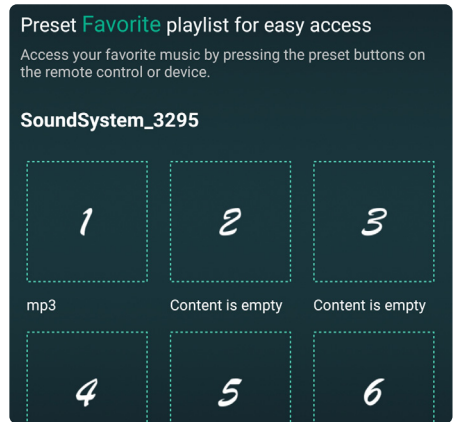 Preset Favorite playlist for easy access
Access your favorite music by pressing the preset buttons on
the remote control or device.
SoundSystem_3295
1 2 3
mp3 Content is empty Content is empty
4 5 6